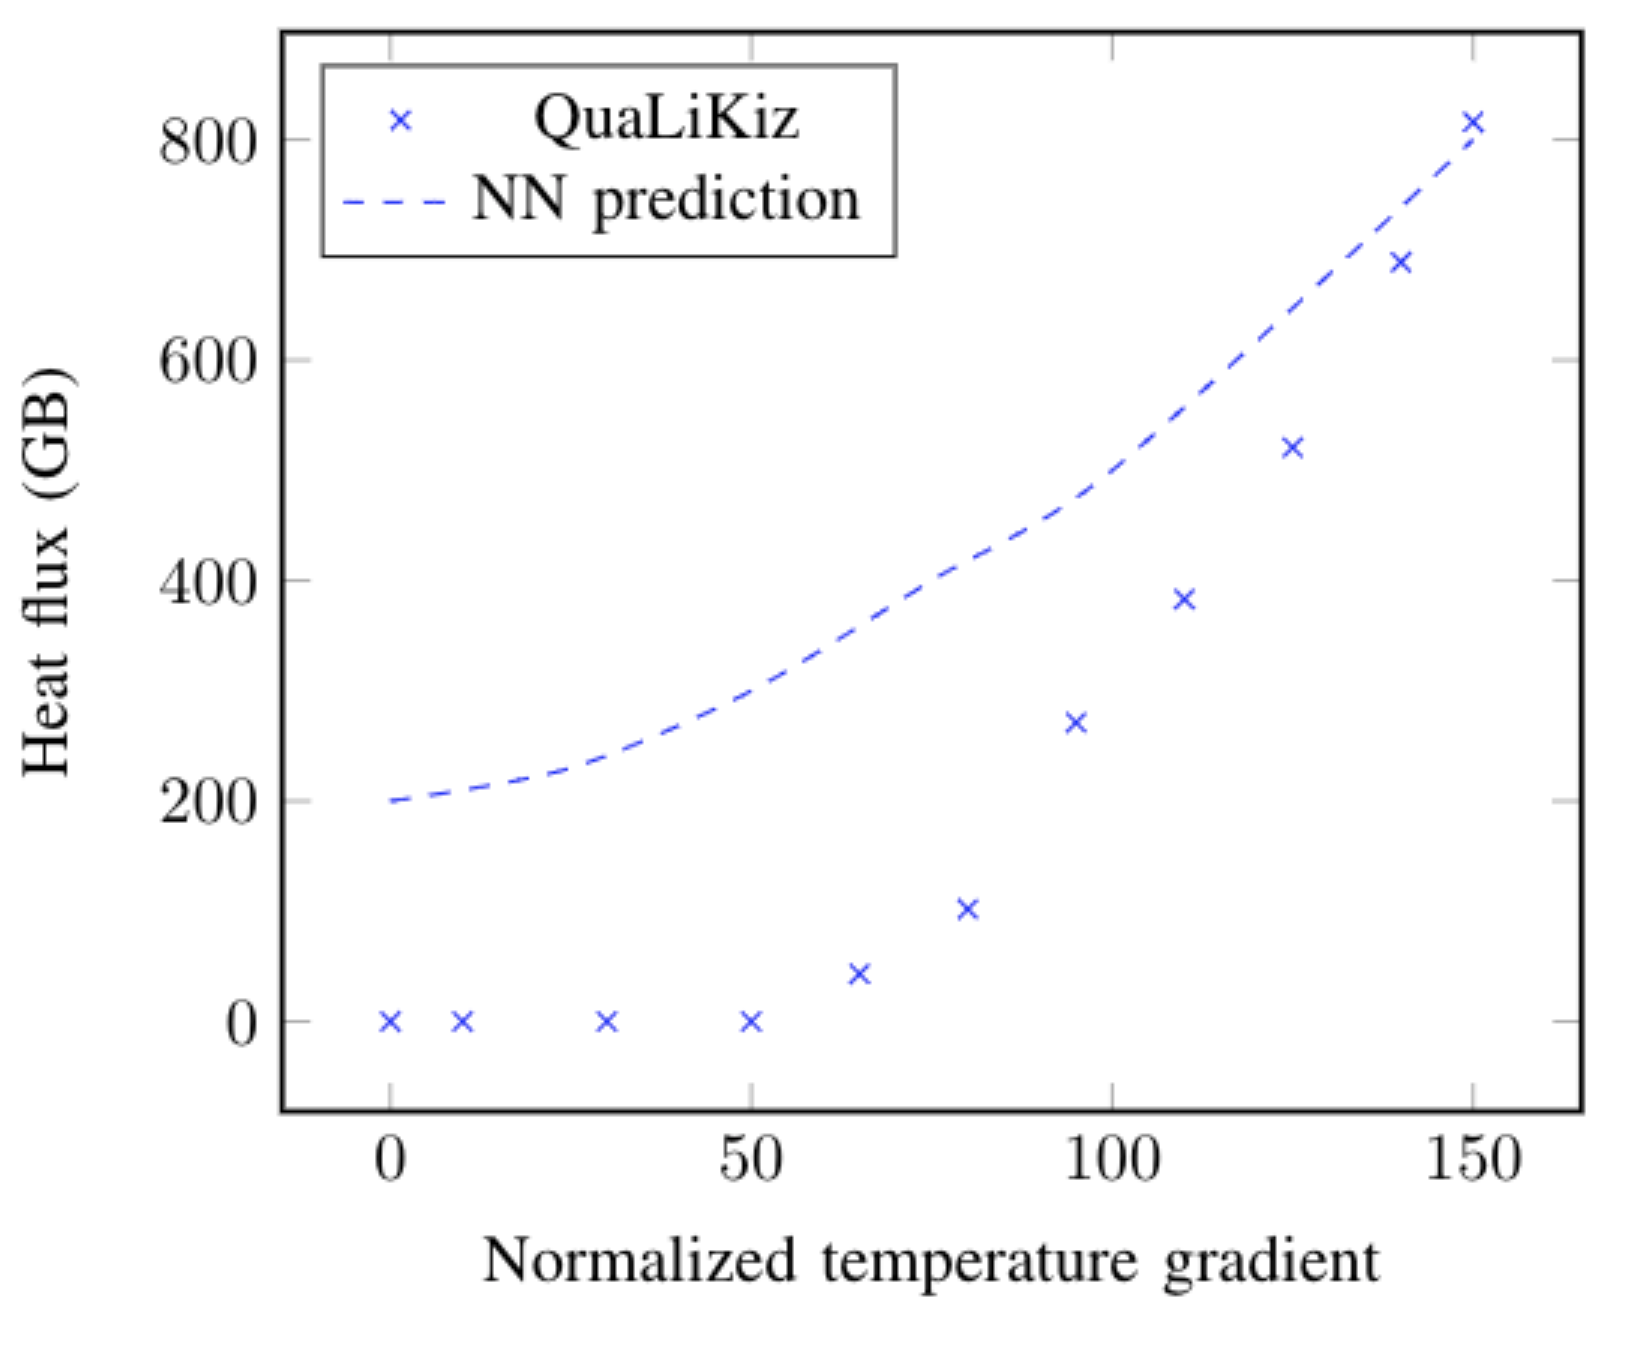 QuaLiKiz
NN prediction
800
600
400
200
0
Heat flux (GB)
0 50 100 150
Normalized temperature gradient